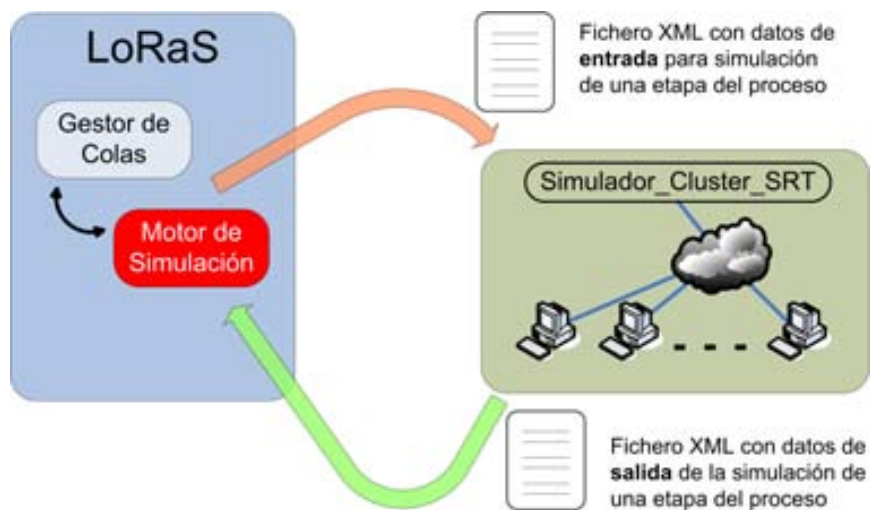 LoRaS
Gestor de
Colas
Motor de
Simulación
Fichero XML con datos de
entrada para simulación
de una etapa del proceso
Simulador_Cluster_SRT
Fichero XML con datos de
salida de la simulación de
una etapa del proceso